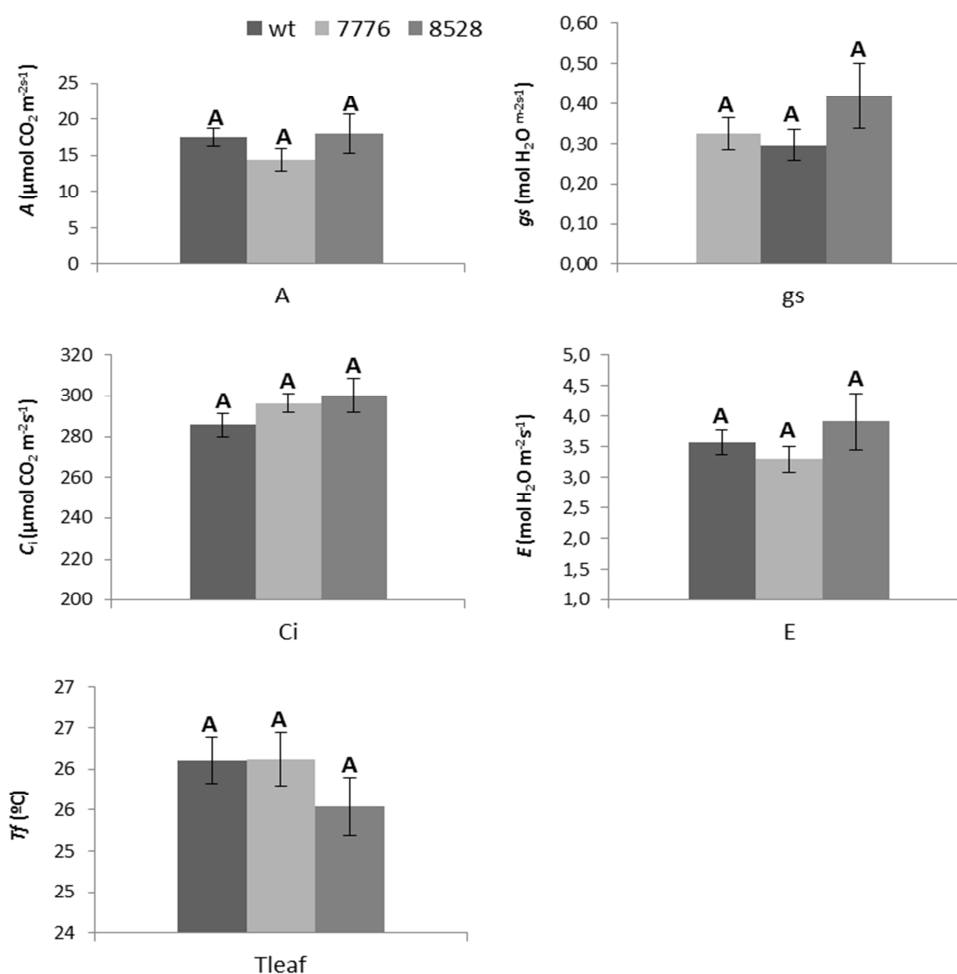 wt 7776 8528
A (µmol CO₂ m⁻²s⁻¹)
25
20
15
10
5
0
A
A
A
A
gs (mol H₂O m⁻²s⁻¹)
0,60
0,50
0,40
0,30
0,20
0,10
0,00
A
A
A
gs
Cᵢ (µmol CO₂ m⁻²s⁻¹)
320
300
280
260
240
220
200
A
A
A
Ci
E (mol H₂O m⁻²s⁻¹)
5,0
4,5
4,0
3,5
3,0
2,5
2,0
1,5
1,0
A
A
A
E
Tf (ºC)
27
27
26
26
25
25
24
A
A
A
Tleaf